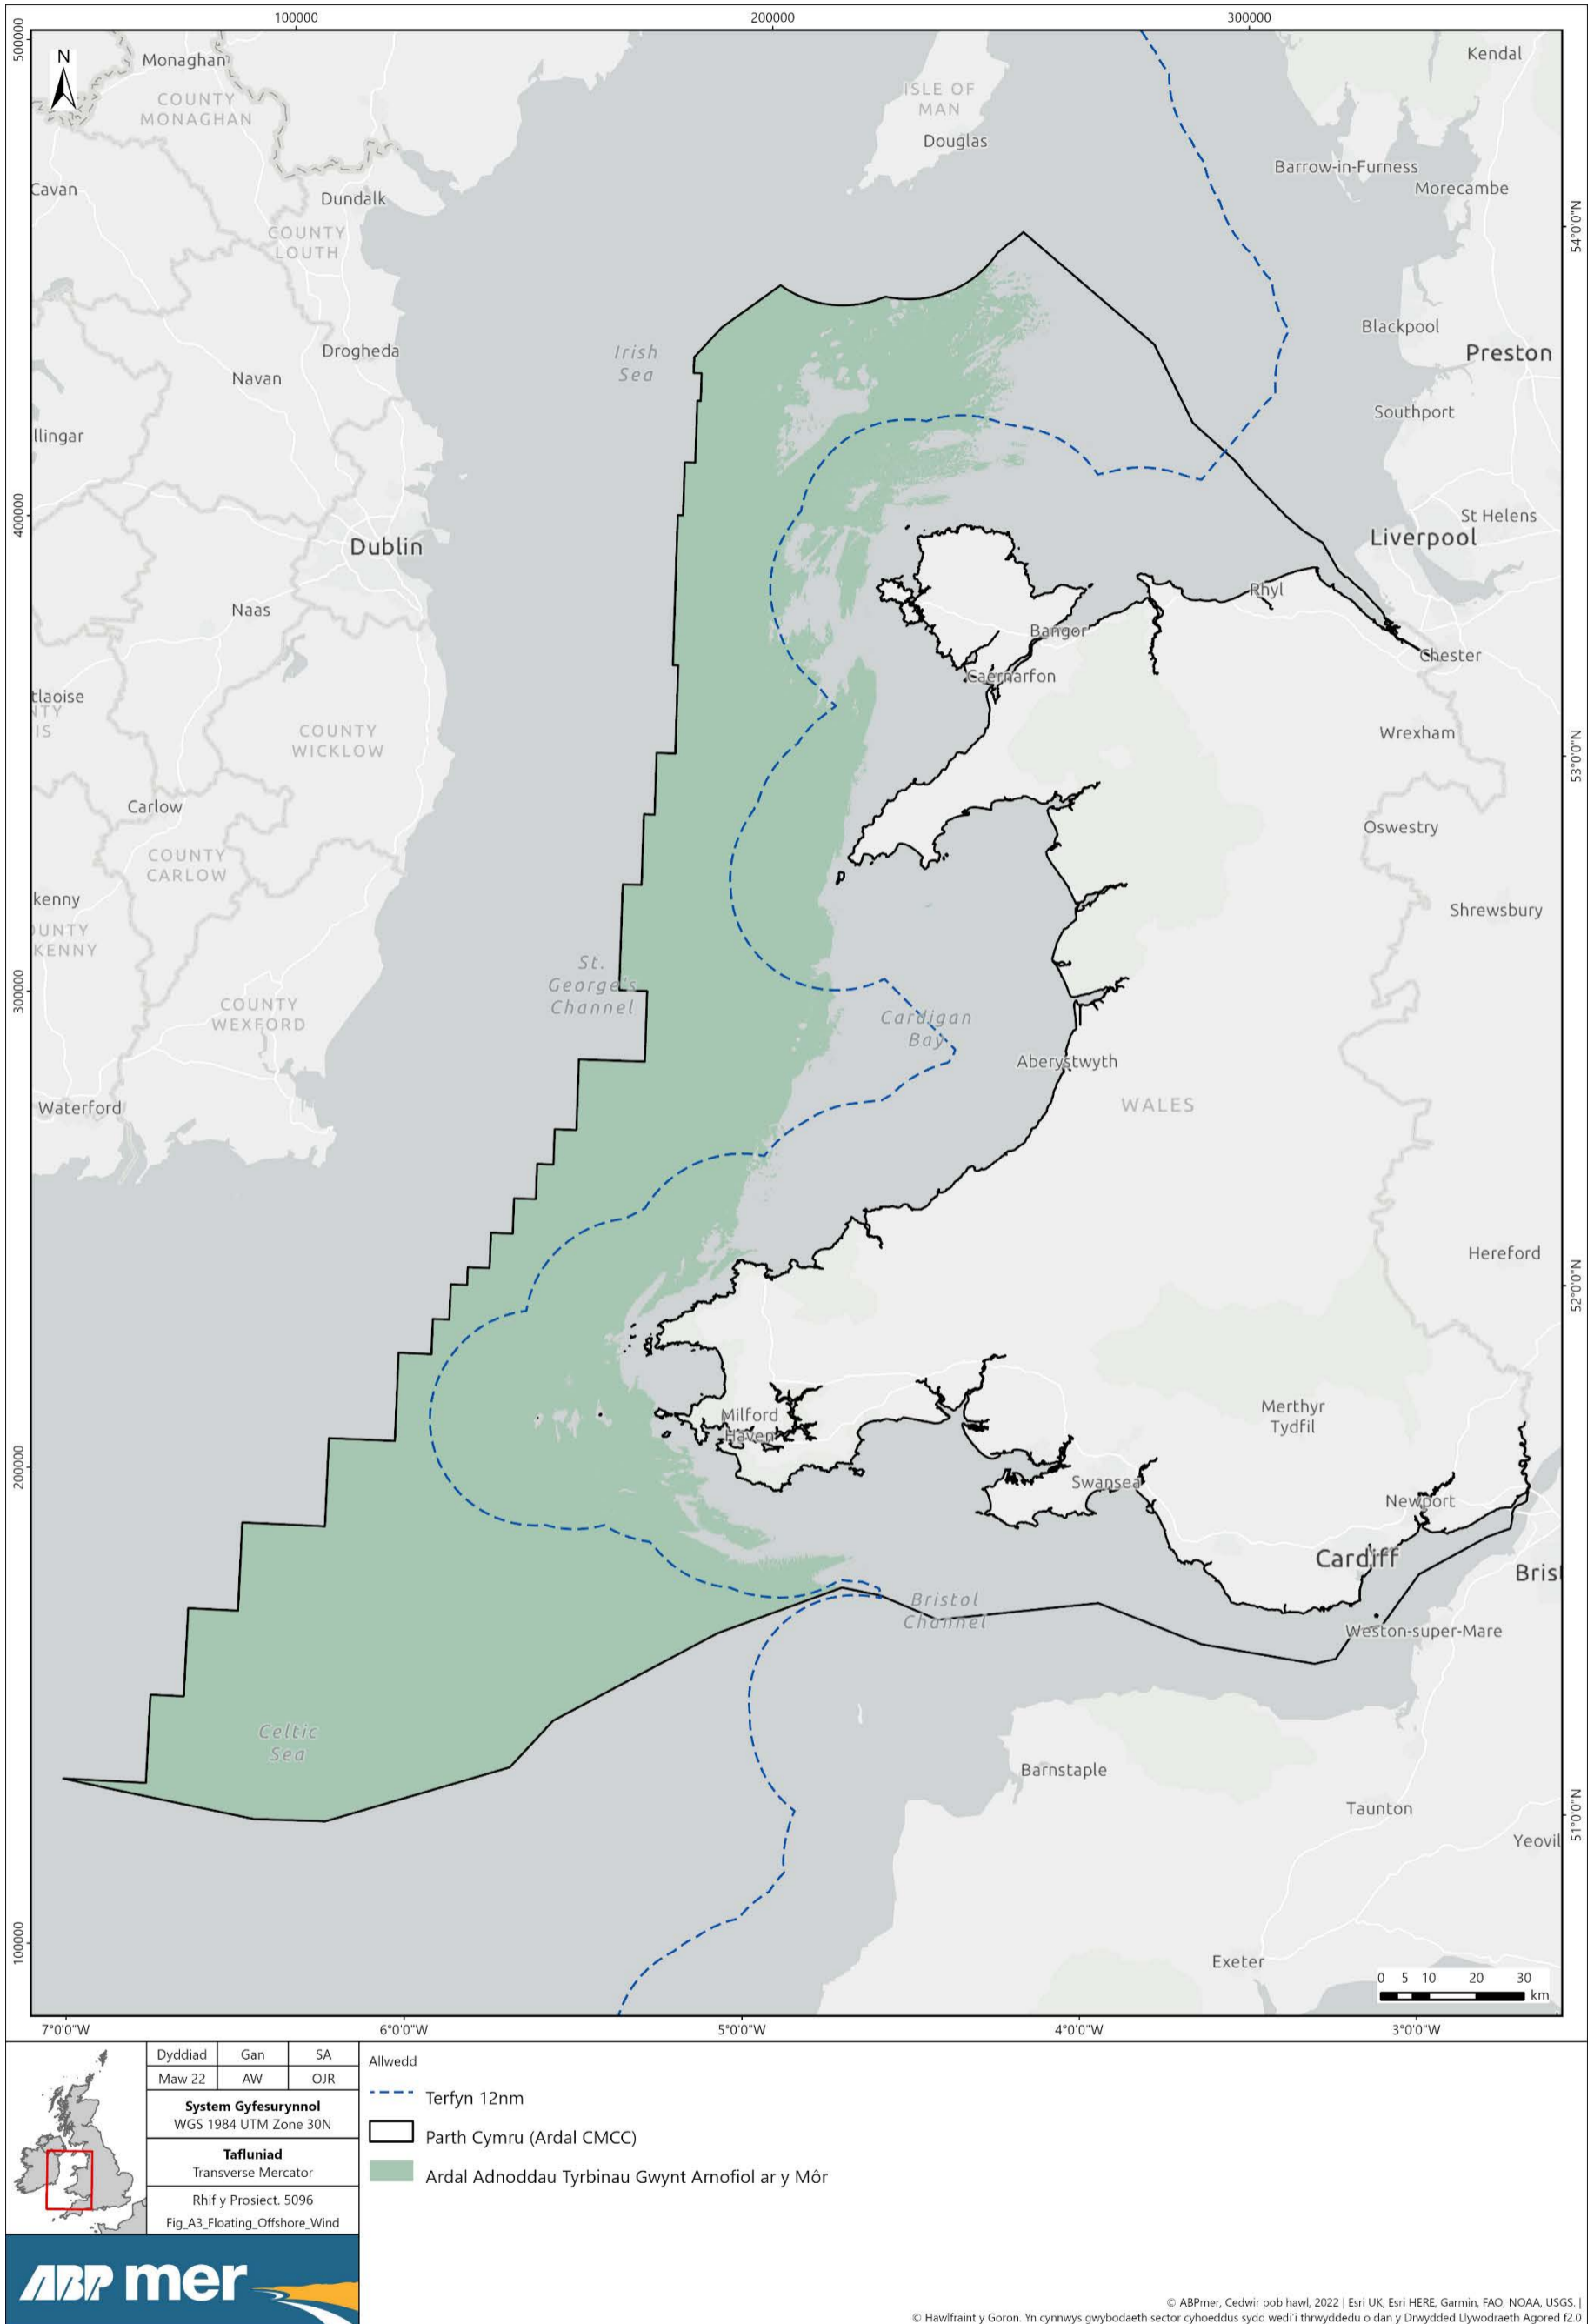 100000
200000
300000
500000
N
Monaghan
COUNTY
MONAGHAN
ISLE OF
MAN
Douglas
Kendal
Barrow-in-Furness
Morecambe
Cavan
Dundalk
COUNTY
LOUTH
54°0'0"N
Irish
Sea
Drogheda
Navan
Blackpool
Preston
Southport
llingar
400000
Dublin
St Helens
Liverpool
Naas
Rhyl
Bangor
Caernarfon
Chester
tlaoise
NTY
IS
COUNTY
WICKLOW
Wrexham
53°0'0"N
Carlow
Oswestry
COUNTY
CARLOW
kenny
OUNTY
KENNY
Shrewsbury
St.
George's
Channel
300000
COUNTY
WEXFORD
Cardigan
Bay
Aberystwyth
WALES
Waterford
Hereford
52°0'0"N
Milford
Haven
Merthyr
Tydfil
200000
Swansea
Newport
Cardiff
Bris
Bristol
Channel
Weston-super-Mare
Celtic
Sea
Barnstaple
Taunton
51°0'0"N
Yeovil
100000
Exeter
0 5 10 20 30
km
7°0'0"W
6°0'0"W
5°0'0"W
4°0'0"W
3°0'0"W
Dyddiad Gan SA
Maw 22 AW OJR
System Gyfesurynnol
WGS 1984 UTM Zone 30N
Tafluniad
Transverse Mercator
Rhif y Prosiect. 5096
Fig_A3_Floating_Offshore_Wind
ABPmer
Allwedd
Terfyn 12nm
Parth Cymru (Ardal CMCC)
Ardal Adnoddau Tyrbinau Gwynt Arnofiol ar y Môr
© ABPmer, Cedwir pob hawl, 2022 | Esri UK, Esri HERE, Garmin, FAO, NOAA, USGS. |
© Hawlfraint y Goron. Yn cynnwys gwybodaeth sector cyhoeddus sydd wedi'i thrwyddedu o dan y Drwydded Llywodraeth Agored f2.0